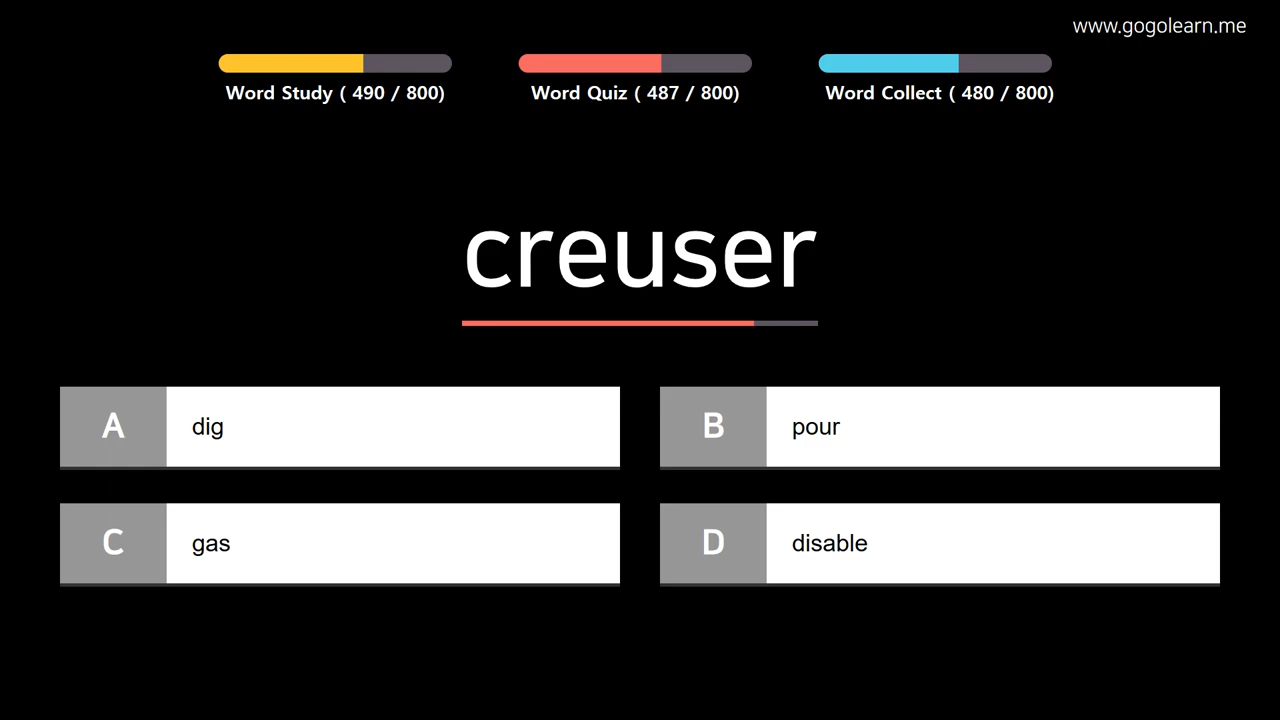 www.gogolearn.me
Word Study ( 490 / 800)
Word Quiz ( 487 / 800)
Word Collect ( 480 / 800)
creuser
A dig
B pour
C gas
D disable